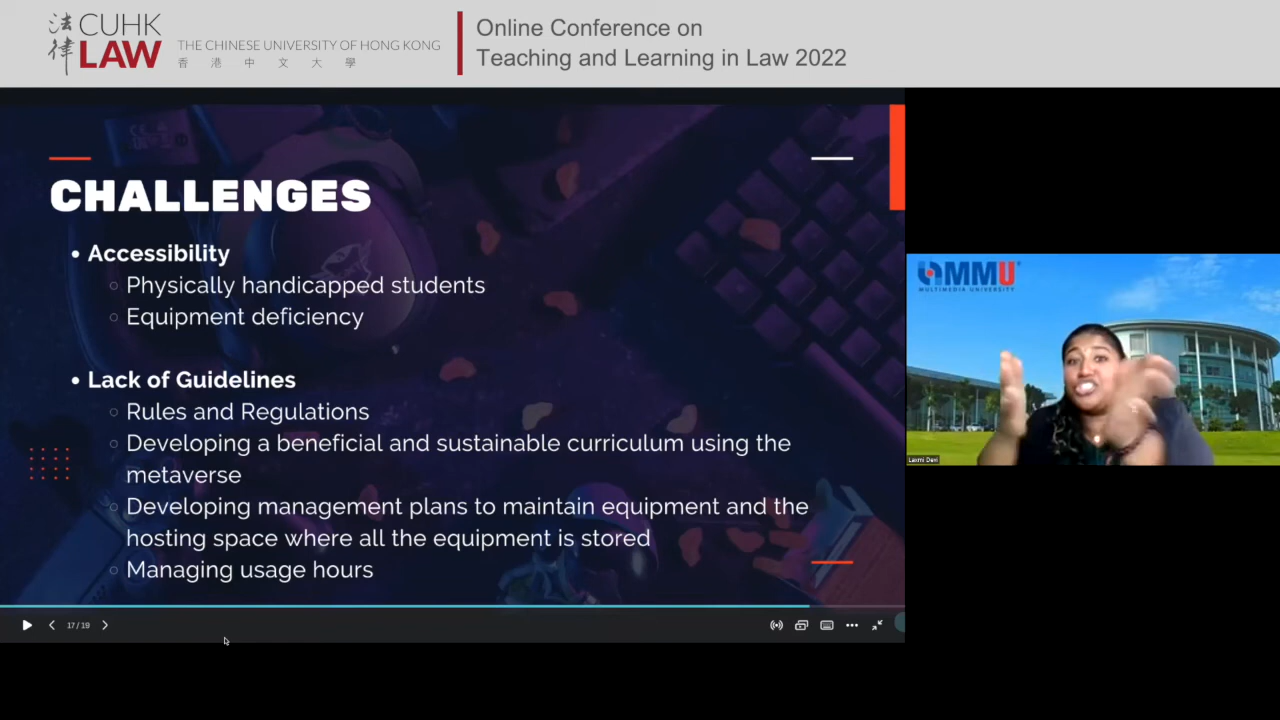 法律
CUHK
LAW
THE CHINESE UNIVERSITY OF HONG KONG
香港中文大學
Online Conference on
Teaching and Learning in Law 2022
CHALLENGES
• Accessibility
○ Physically handicapped students
○ Equipment deficiency
• Lack of Guidelines
○ Rules and Regulations
○ Developing a beneficial and sustainable curriculum using the
metaverse
○ Developing management plans to maintain equipment and the
hosting space where all the equipment is stored
○ Managing usage hours
17 / 19
MMU
MULTIMEDIA UNIVERSITY
Laxmi Devi